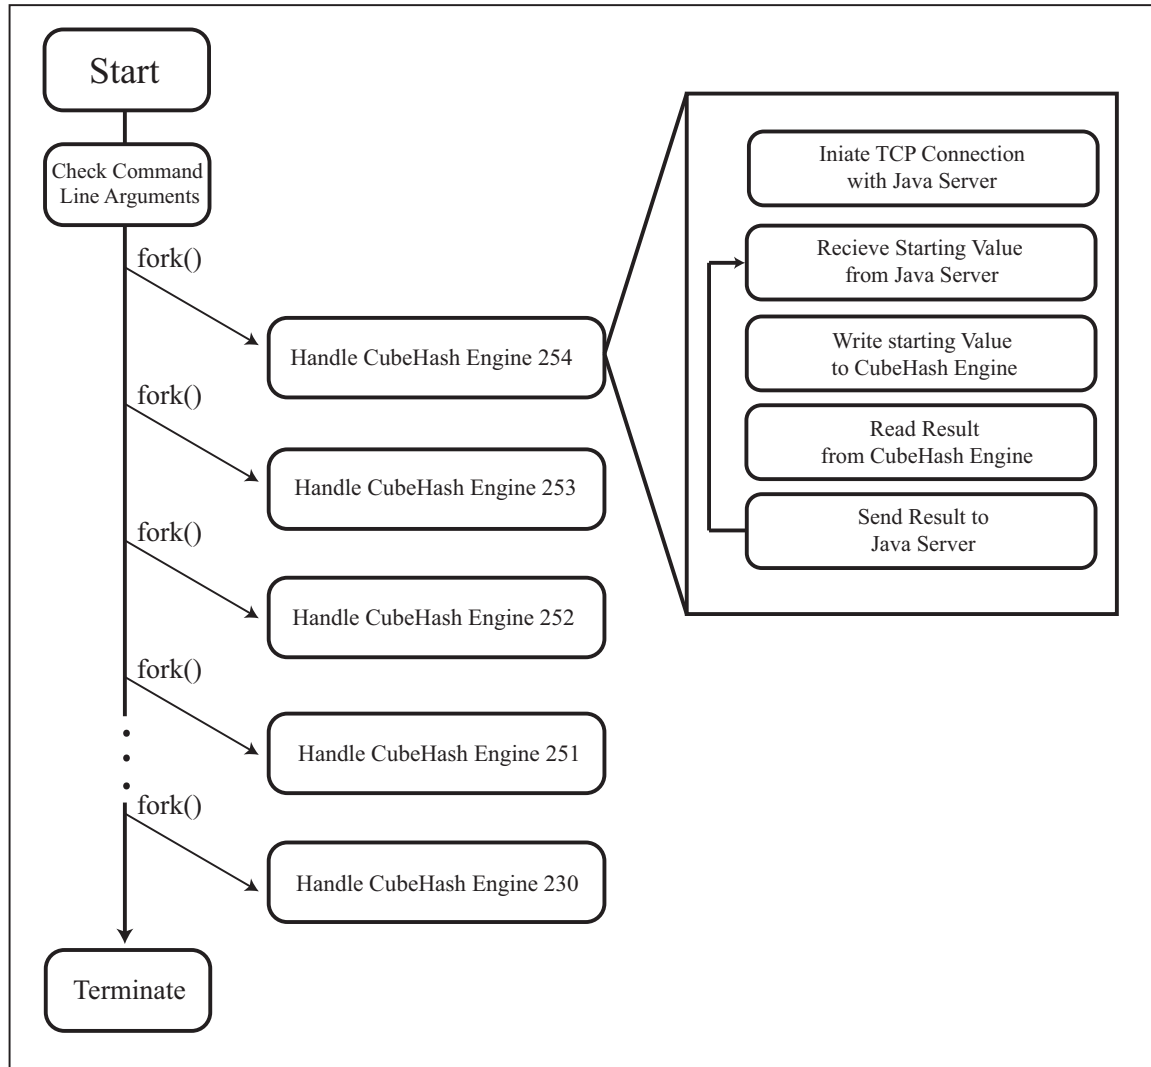 Start
Check Command
Line Arguments
fork()
Handle CubeHash Engine 254
fork()
Handle CubeHash Engine 253
fork()
Handle CubeHash Engine 252
fork()
Handle CubeHash Engine 251
fork()
Handle CubeHash Engine 230
Terminate
Iniate TCP Connection
with Java Server
Recieve Starting Value
from Java Server
Write starting Value
to CubeHash Engine
Read Result
from CubeHash Engine
Send Result to
Java Server